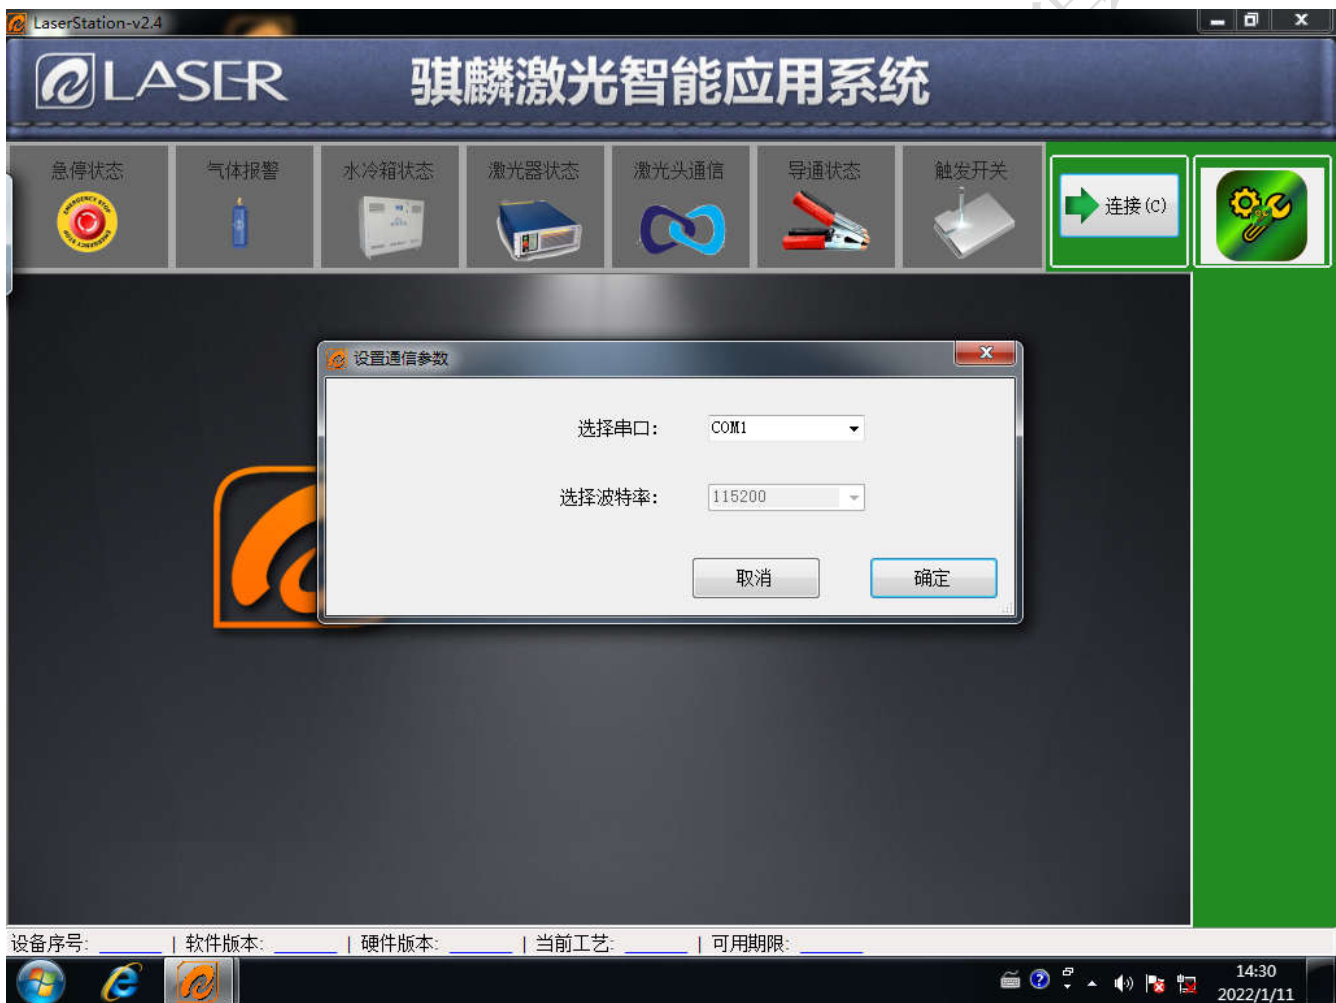 LaserStation-v2.4
LASER
骐麟激光智能应用系统
急停状态
气体报警
水冷箱状态
激光器状态
激光头通信
导通状态
触发开关
连接(C)
EMERGENCY STOP
设置通信参数
选择串口:
COM1
选择波特率:
115200
取消
确定
设备序号:
| 软件版本:
| 硬件版本:
| 当前工艺:
| 可用期限:
14:30
2022/1/11